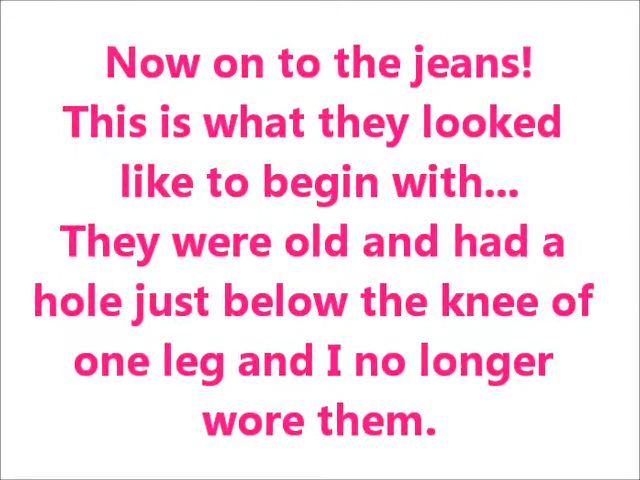 Now on to the jeans!
This is what they looked
like to begin with...
They were old and had a
hole just below the knee of
one leg and I no longer
wore them.